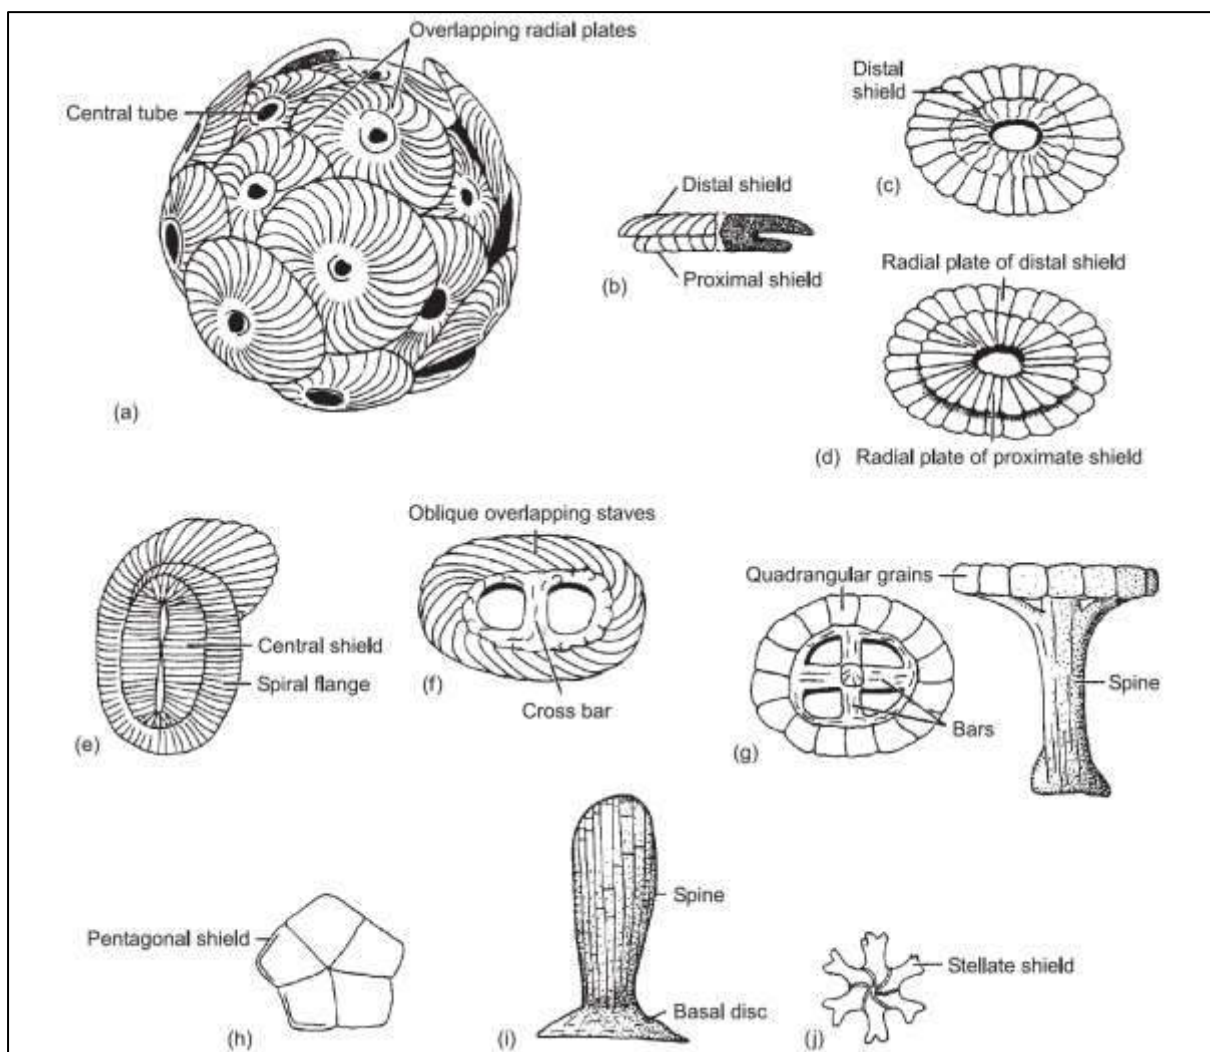 Overlapping radial plates
Central tube
(a)
Distal shield
Proximal shield
(b)
Distal
shield
(c)
Radial plate of distal shield
(d) Radial plate of proximate shield
Central shield
Spiral flange
(e)
Oblique overlapping staves
Cross bar
(f)
Quadrangular grains
Spine
Bars
(g)
Pentagonal shield
(h)
Spine
Basal disc
(i)
Stellate shield
(j)